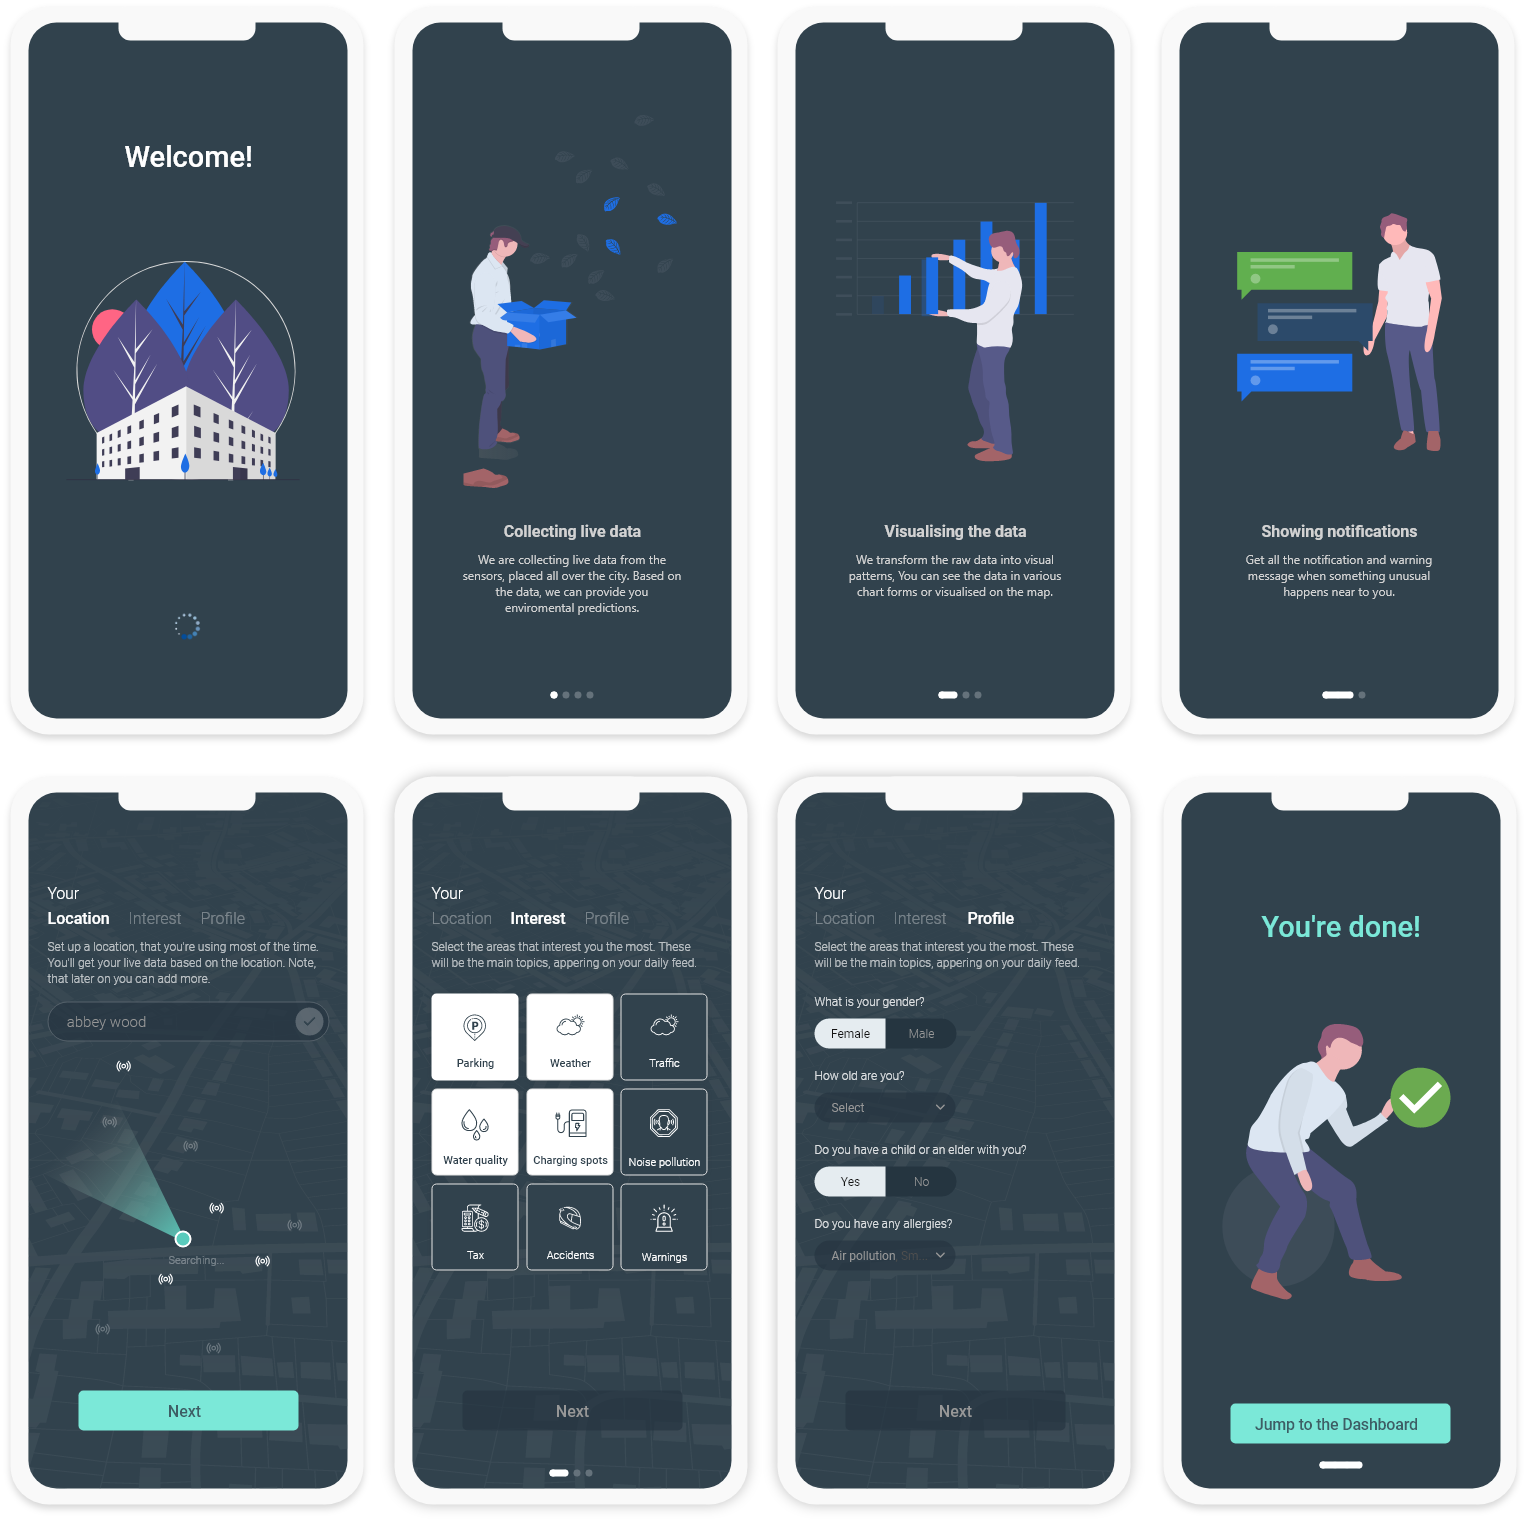 Welcome!
Collecting live data
We are collecting live data from the
sensors, placed all over the city. Based on
the data, we can provide you
enviromental predictions.
Visualising the data
We transform the raw data into visual
patterns, You can see the data in various
chart forms or visualised on the map.
Showing notifications
Get all the notification and warning
message when something unusual
happens near to you.
Your
Location Interest Profile
Set up a location, that you're using most of the time.
You'll get your live data based on the location. Note,
that later on you can add more.
abbey wood
Searching...
Next
Your
Location Interest Profile
Select the areas that interest you the most. These
will be the main topics, appering on your daily feed.
P
Parking Weather Traffic
Water quality Charging spots Noise pollution
Tax Accidents Warnings
Next
Your
Location Interest Profile
Select the areas that interest you the most. These
will be the main topics, appering on your daily feed.
What is your gender?
Female Male
How old are you?
Select
Do you have a child or an elder with you?
Yes No
Do you have any allergies?
Air pollution, Sm...
Next
You're done!
Jump to the Dashboard